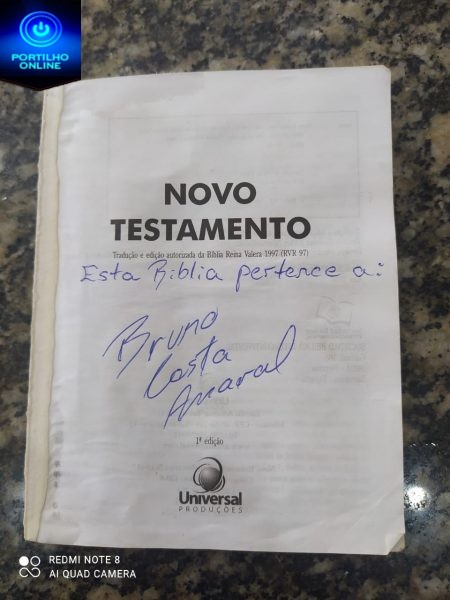 PORTILHO
ONLINE
NOVO
TESTAMENTO
Tradução e edição autorizada da Bíblia Reina Valera 1997 (RVR 97)
Esta Biblia pertence a:
Bruno
Costa
Amaral
1ª edição
Universal
PRODUÇÕES
REDMI NOTE 8
AI QUAD CAMERA